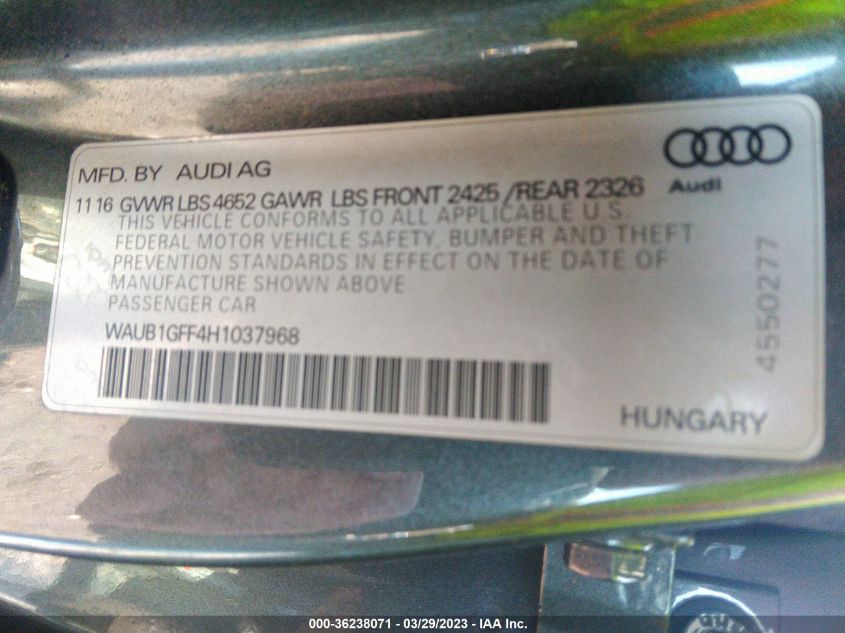 MFD. BY AUDI AG
11 16 GVWR LBS 4652 GAWR LBS FRONT 2425 /REAR 2326
THIS VEHICLE CONFORMS TO ALL APPLICABLE U.S.
FEDERAL MOTOR VEHICLE SAFETY, BUMPER AND THEFT
PREVENTION STANDARDS IN EFFECT ON THE DATE OF
MANUFACTURE SHOWN ABOVE
PASSENGER CAR
WAUB1GFF4H1037968
Audi
4550277
HUNGARY
000-36238071 / 03/29/2023 / IAA Inc.